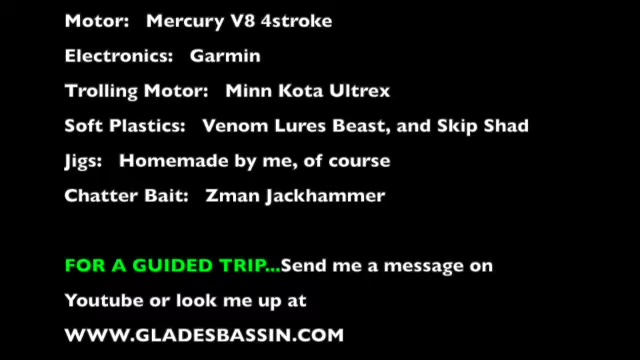 Motor: Mercury V8 4stroke
Electronics: Garmin
Trolling Motor: Minn Kota Ultrex
Soft Plastics: Venom Lures Beast, and Skip Shad
Jigs: Homemade by me, of course
Chatter Bait: Zman Jackhammer
FOR A GUIDED TRIP...Send me a message on
Youtube or look me up at
WWW.GLADESBASSIN.COM